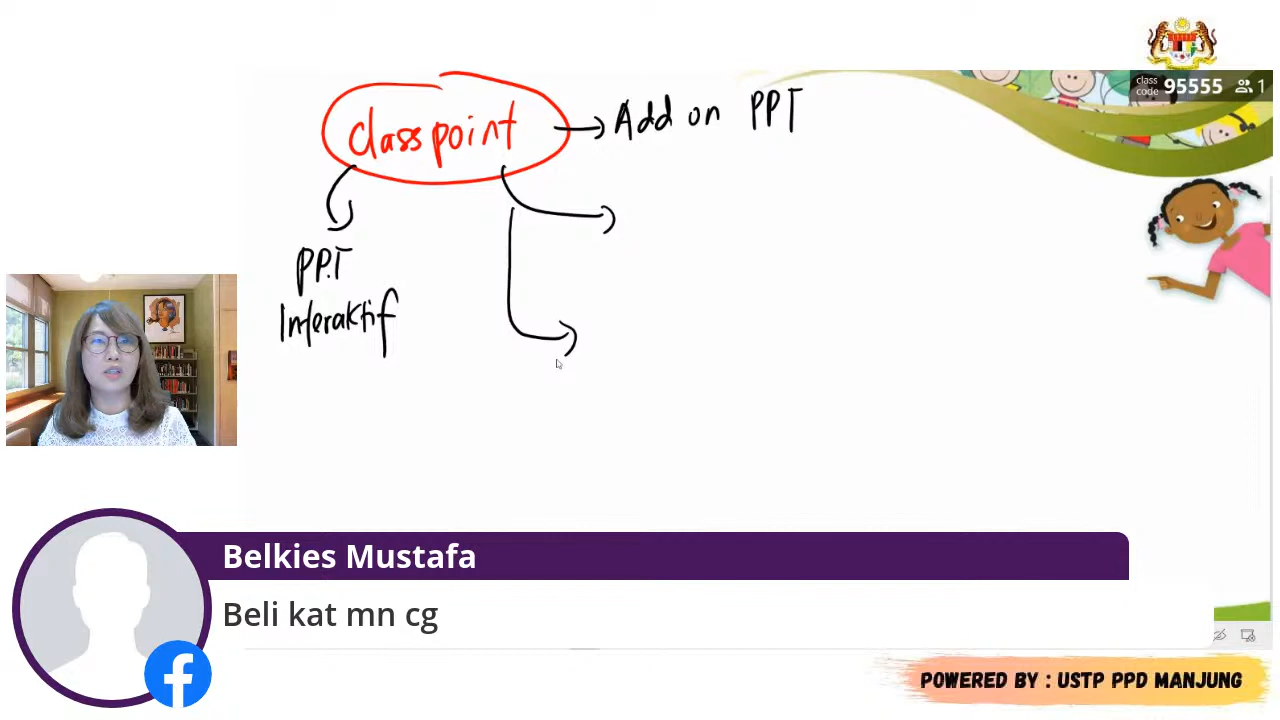 class
code 95555 1
classpoint
Add on PPT
PPT
Interaktif
Belkies Mustafa
Beli kat mn cg
POWERED BY : USTP PPD MANJUNG